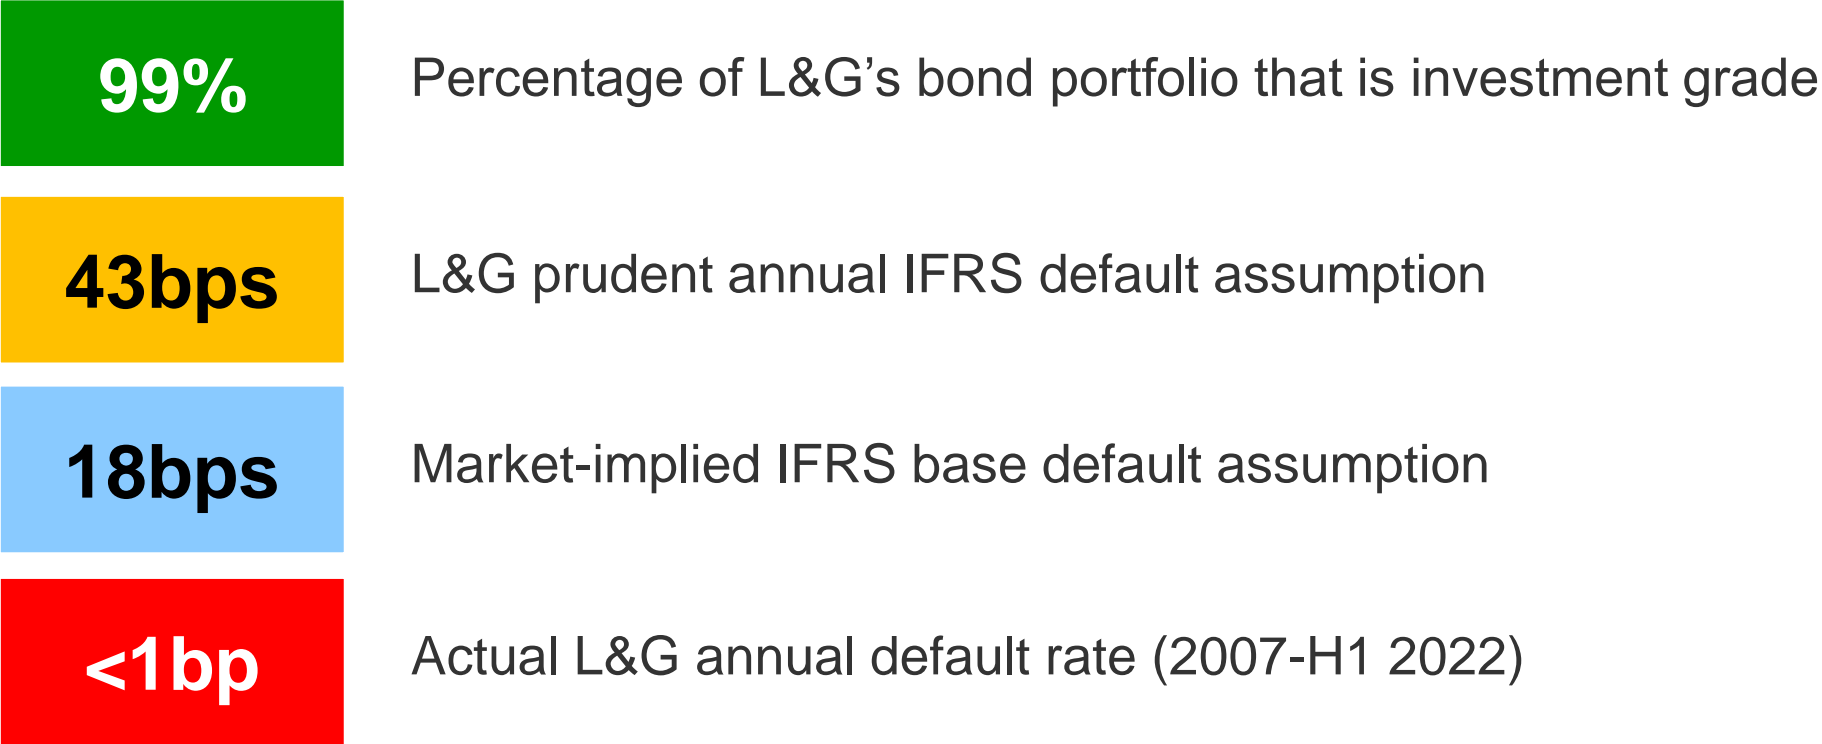 99% Percentage of L&G’s bond portfolio that is investment grade
43bps L&G prudent annual IFRS default assumption
18bps Market-implied IFRS base default assumption
<1bp Actual L&G annual default rate (2007-H1 2022)